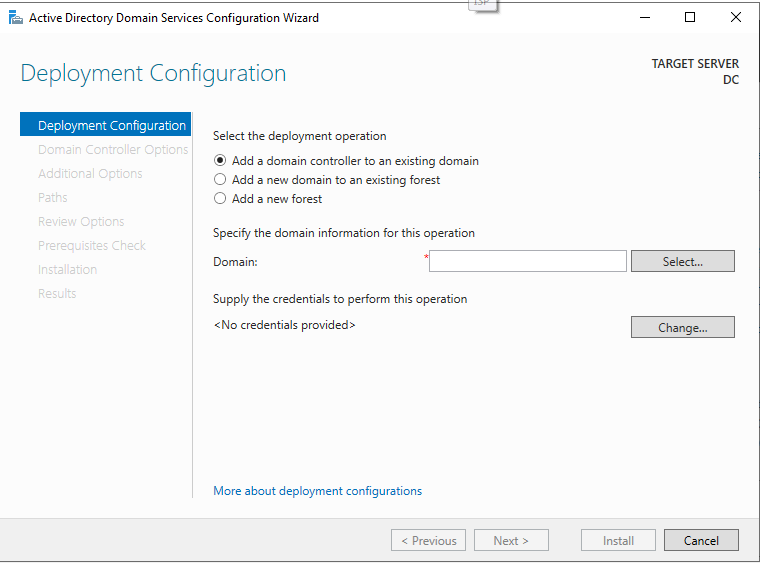 ISP
Active Directory Domain Services Configuration Wizard
Deployment Configuration
TARGET SERVER
DC
Deployment Configuration
Domain Controller Options
Additional Options
Paths
Review Options
Prerequisites Check
Installation
Results
Select the deployment operation
Add a domain controller to an existing domain
Add a new domain to an existing forest
Add a new forest
Specify the domain information for this operation
Domain: * Select...
Supply the credentials to perform this operation
<No credentials provided> Change...
More about deployment configurations
< Previous Next > Install Cancel